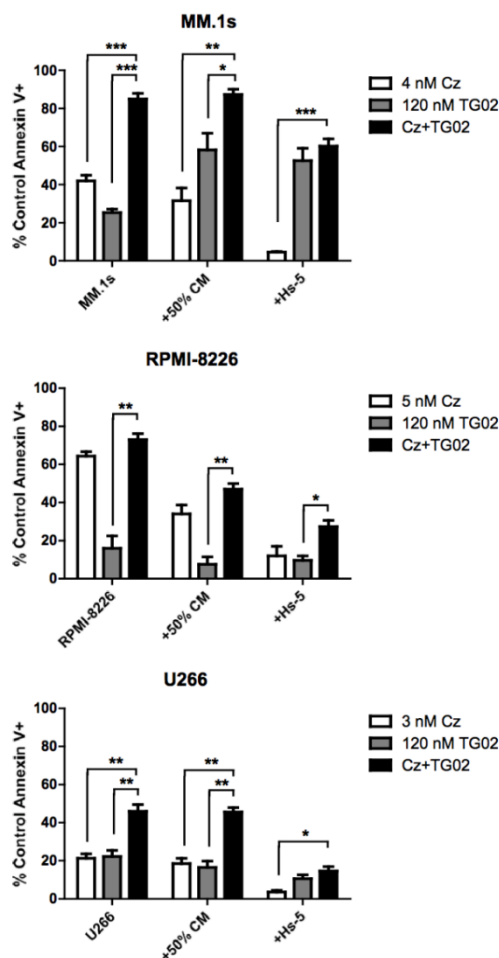 MM.1s
% Control Annexin V+
100
80
60
40
20
0
***
***
**
*
***
MM.1s
+50% CM
+Hs-5
4 nM Cz
120 nM TG02
Cz+TG02
RPMI-8226
% Control Annexin V+
100
80
60
40
20
0
**
**
*
RPMI-8226
+50% CM
+Hs-5
5 nM Cz
120 nM TG02
Cz+TG02
U266
% Control Annexin V+
100
80
60
40
20
0
**
**
**
**
*
U266
+50% CM
+Hs-5
3 nM Cz
120 nM TG02
Cz+TG02